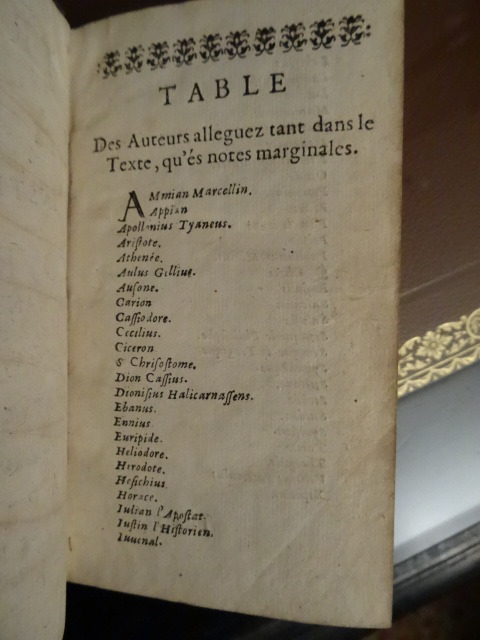 TABLE
Des Auteurs alleguez tant dans le
Texte, qu'és notes marginales.
AMmian Marcellin.
Appian
Apollonius Tyaneus.
Ariſtote.
Athenée.
Aulus Gillius.
Auſone.
Carion
Caſſiodore.
Cecilius.
Ciceron
S Chriſoſtome.
Dion Caſſius.
Dioniſius Halicarnaſſens.
Ebanus.
Ennius
Euripide.
Heliodore.
Herodote.
Heſichius
Horace.
Iulian l'Apoſtat.
Iuſtin l'Hiſtorien.
Iuuenal.